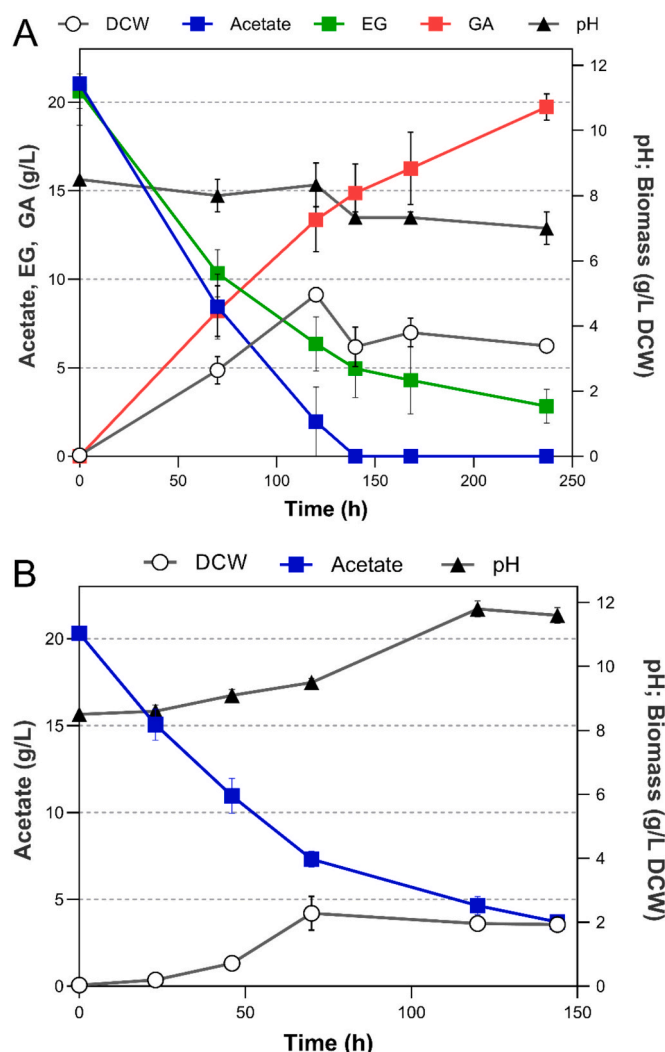 A
DCW Acetate EG GA pH
20
15
10
5
0
Acetate, EG, GA (g/L)
12
10
8
6
4
2
0
pH; Biomass (g/L DCW)
0 50 100 150 200 250
Time (h)
B
DCW Acetate pH
20
15
10
5
0
Acetate (g/L)
12
10
8
6
4
2
0
pH; Biomass (g/L DCW)
0 50 100 150
Time (h)